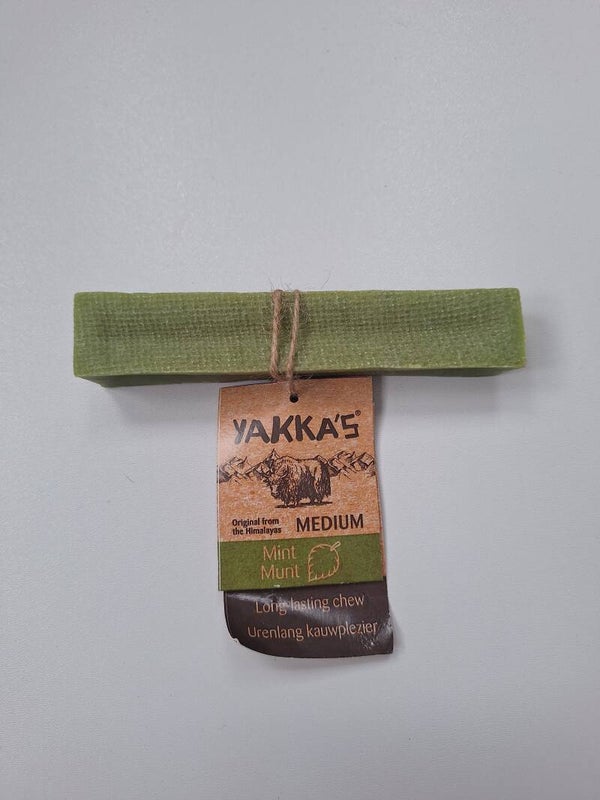 YAKKA'S®
Original from
the Himalayas
MEDIUM
Mint
Munt
Long-lasting chew
Urenlang kauwplezier